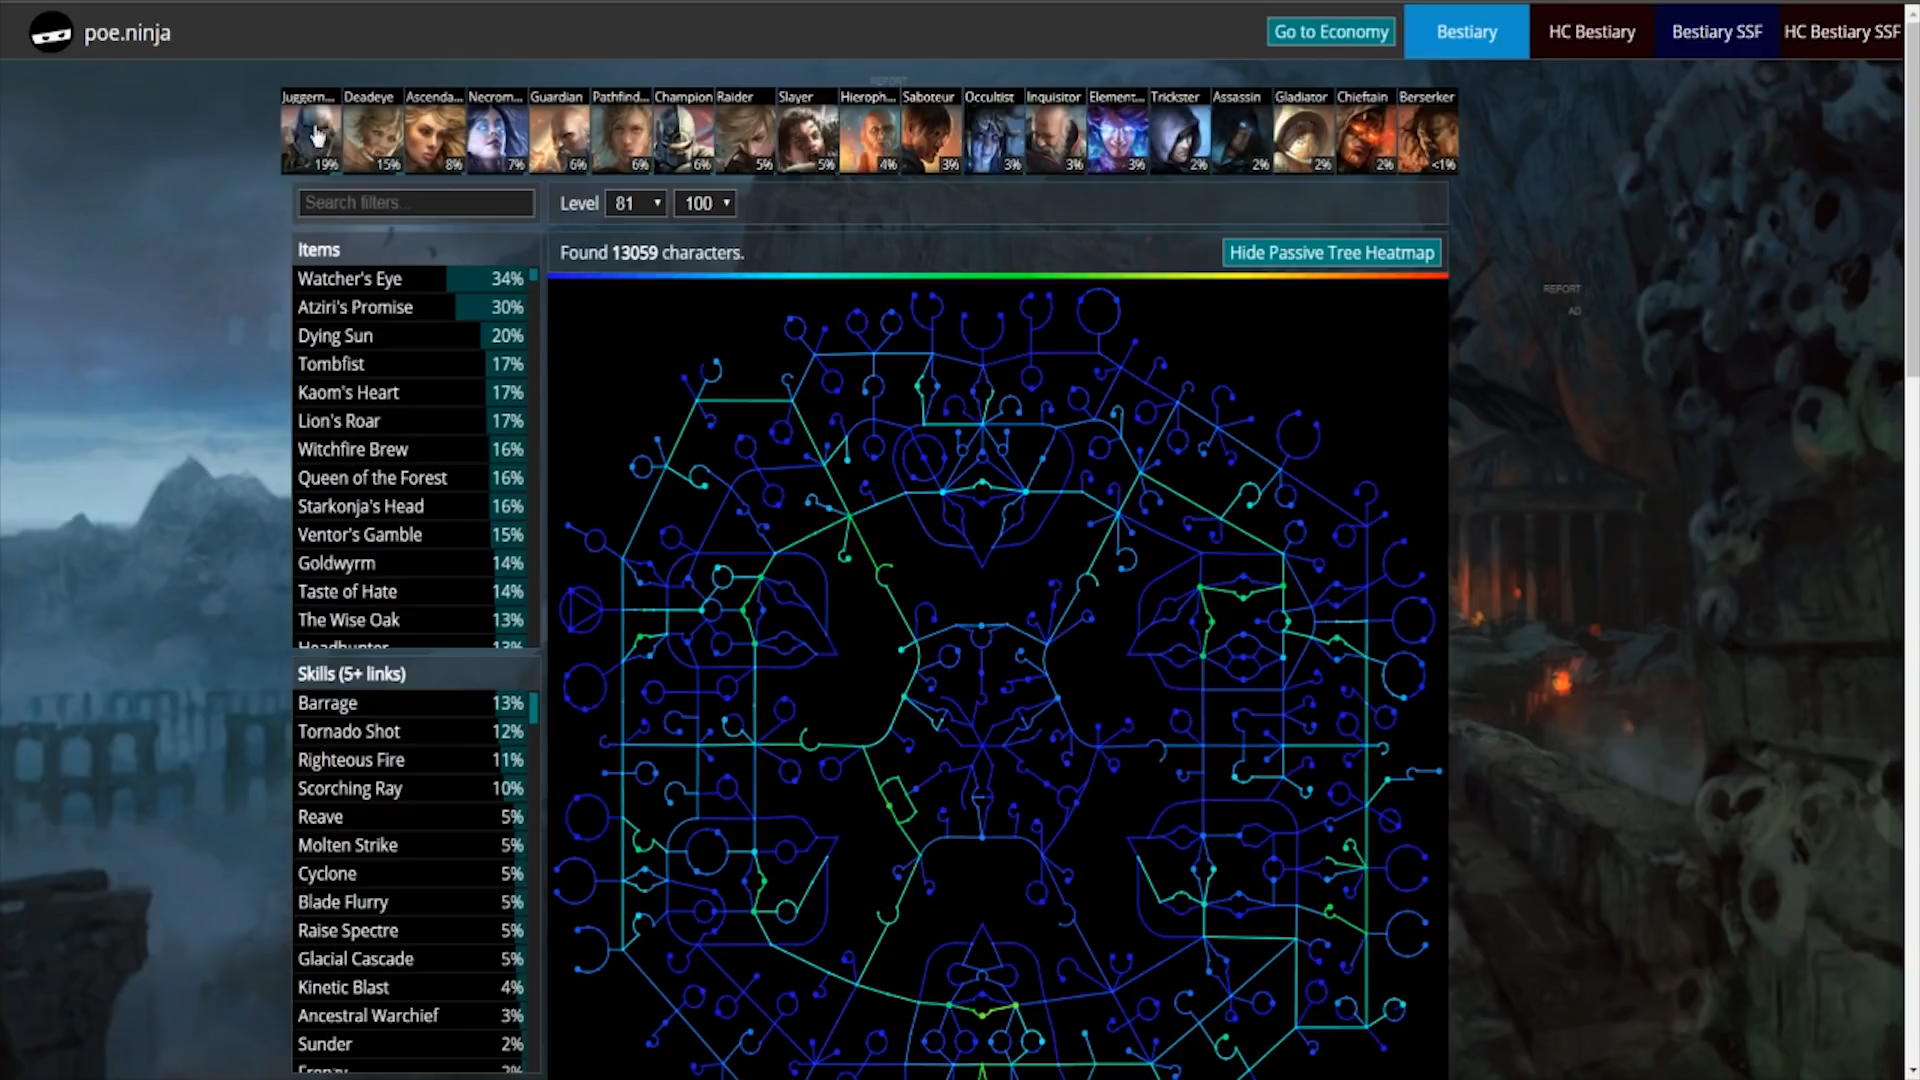 poe.ninja
Go to Economy
Bestiary
HC Bestiary
Bestiary SSF
HC Bestiary SSF
REPORT
Juggern... Deadeye Ascenda... Necrom... Guardian Pathfind... Champion Raider Slayer Hieroph... Saboteur Occultist Inquisitor Element... Trickster Assassin Gladiator Chieftain Berserker
19% 15% 8% 7% 6% 6% 6% 5% 5% 4% 3% 3% 3% 3% 2% 2% 2% 2% <1%
Search filters...
Level 81 100
Items
Found 13059 characters.
Hide Passive Tree Heatmap
Watcher's Eye 34%
Atziri's Promise 30%
Dying Sun 20%
Tombfist 17%
Kaom's Heart 17%
Lion's Roar 17%
Witchfire Brew 16%
Queen of the Forest 16%
Starkonja's Head 16%
Ventor's Gamble 15%
Goldwyrm 14%
Taste of Hate 14%
The Wise Oak 13%
Headhunter 13%
REPORT
AD
Skills (5+ links)
Barrage 13%
Tornado Shot 12%
Righteous Fire 11%
Scorching Ray 10%
Reave 5%
Molten Strike 5%
Cyclone 5%
Blade Flurry 5%
Raise Spectre 5%
Glacial Cascade 5%
Kinetic Blast 4%
Ancestral Warchief 3%
Sunder 2%
Frenzy 2%